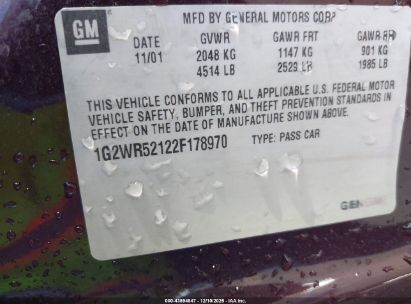 GM
MFD BY GENERAL MOTORS CORP
DATE GVWR GAWR FRT GAWR RR
11/01 2048 KG 1147 KG 901 KG
4514 LB 2529 LB 1985 LB
THIS VEHICLE CONFORMS TO ALL APPLICABLE U.S. FEDERAL MOTOR
VEHICLE SAFETY, BUMPER, AND THEFT PREVENTION STANDARDS IN
EFFECT ON THE DATE OF MANUFACTURE SHOWN ABOVE.
1G2WR52122F178970 TYPE: PASS CAR